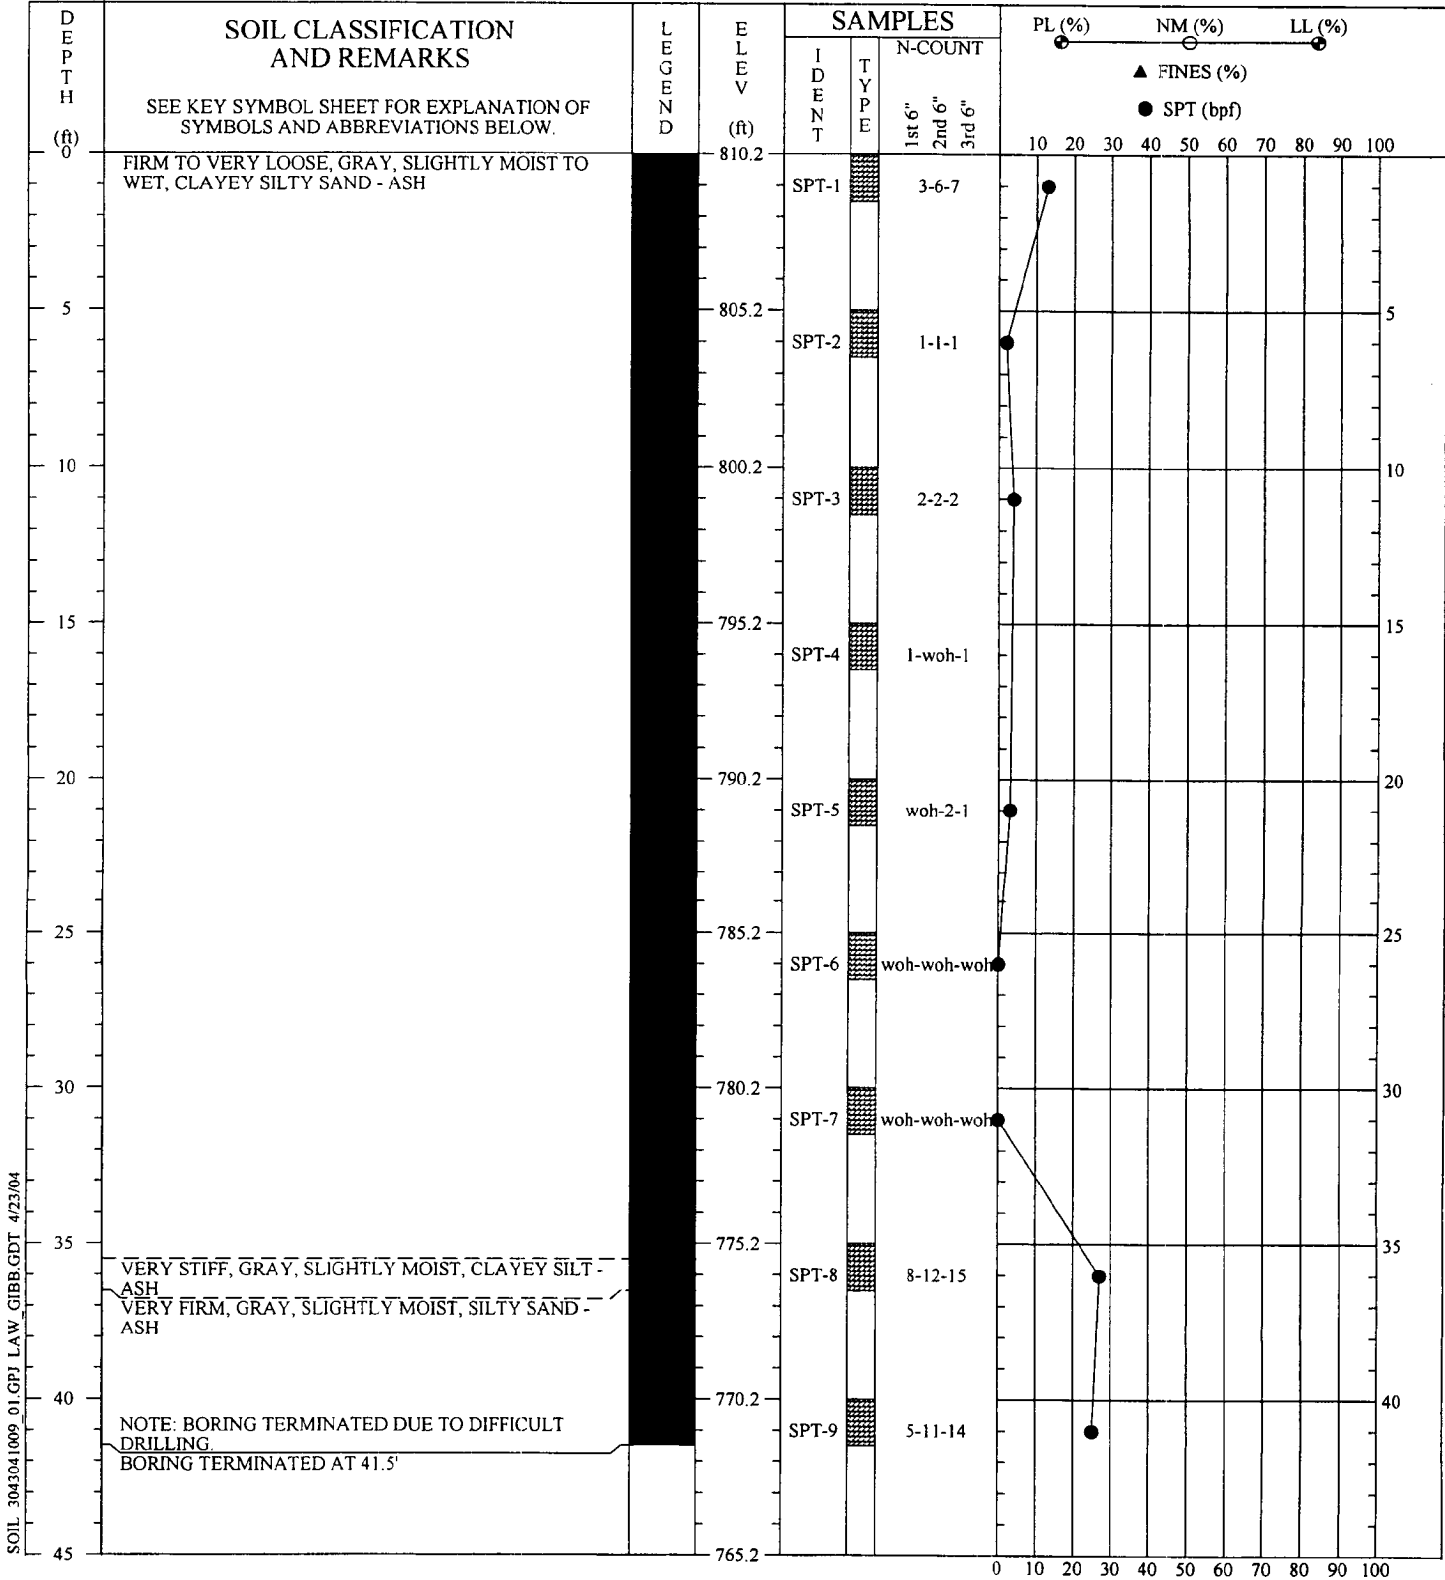 DEPTH
(ft)
SOIL CLASSIFICATION
AND REMARKS
SEE KEY SYMBOL SHEET FOR EXPLANATION OF
SYMBOLS AND ABBREVIATIONS BELOW.
LEGEND
ELEV
(ft)
SAMPLES
IDENT
TYPE
N-COUNT
1st 6"
2nd 6"
3rd 6"
PL (%)
NM (%)
LL (%)
▲ FINES (%)
● SPT (bpf)
10 20 30 40 50 60 70 80 90 100
0
FIRM TO VERY LOOSE, GRAY, SLIGHTLY MOIST TO
WET, CLAYEY SILTY SAND - ASH
810.2
SPT-1 3-6-7
5 805.2 5
SPT-2 1-1-1
10 800.2 10
SPT-3 2-2-2
15 795.2 15
SPT-4 1-woh-1
20 790.2 20
SPT-5 woh-2-1
25 785.2 25
SPT-6 woh-woh-woh
30 780.2 30
SPT-7 woh-woh-woh
35 775.2 35
VERY STIFF, GRAY, SLIGHTLY MOIST, CLAYEY SILT -
ASH
SPT-8 8-12-15
VERY FIRM, GRAY, SLIGHTLY MOIST, SILTY SAND -
ASH
40 770.2 40
NOTE: BORING TERMINATED DUE TO DIFFICULT
DRILLING.
SPT-9 5-11-14
BORING TERMINATED AT 41.5'
45 765.2
0 10 20 30 40 50 60 70 80 90 100
SOIL 3043041009_01.GPJ LAW_GIBB.GDT 4/23/04